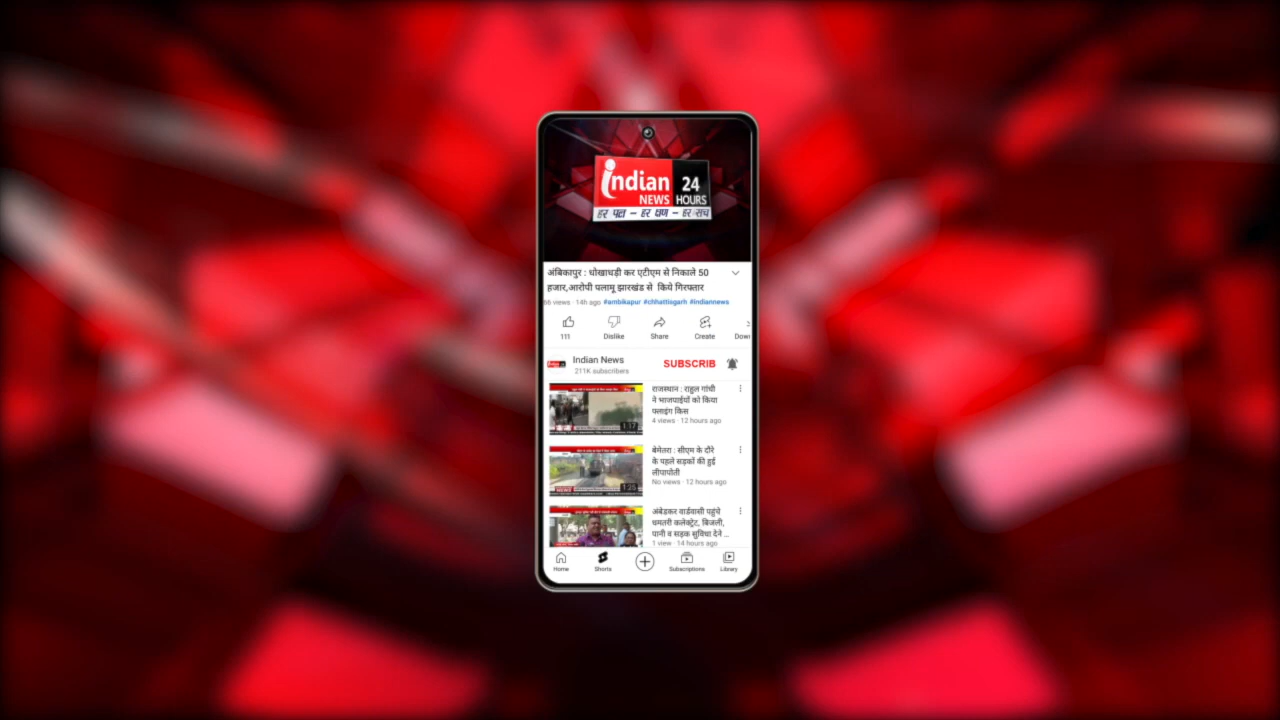 indian
NEWS
24
HOURS
हर पल – हर क्षण – हर सच
अंबिकापुर : धोखाधड़ी कर एटीएम से निकाले 50
हजार,आरोपी पलामू झारखंड से किये गिरफ्तार
66 views · 14h ago #ambikapur #chhattisgarh #indiannews
111
Dislike
Share
Create
Dow
Indian News
211K subscribers
SUBSCRIB
राजस्थान : राहुल गांधी
ने भाजपाईयों को किया
फ्लाइंग किस
4 views · 12 hours ago
1:17
बेमेतरा : सीएम के दौरे
के पहले सड़कों की हुई
लीपापोती
No views · 12 hours ago
1:25
अंबेडकर वार्डवासी पहुंचे
धमतरी कलेक्ट्रेट, बिजली,
पानी व सड़क सुविधा देने ...
1 view · 14 hours ago
Home
Shorts
Subscriptions
Library